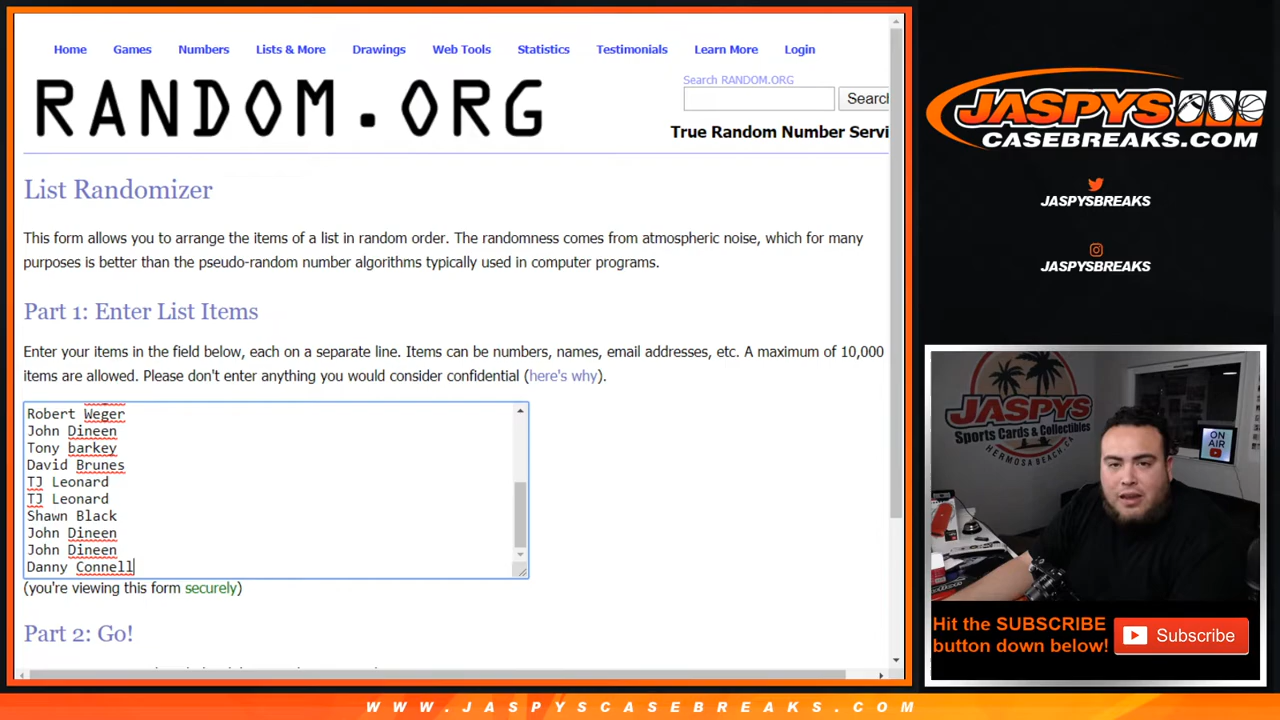 Home Games Numbers Lists & More Drawings Web Tools Statistics Testimonials Learn More Login
RANDOM.ORG
Search RANDOM.ORG
Search
True Random Number Servi
List Randomizer
This form allows you to arrange the items of a list in random order. The randomness comes from atmospheric noise, which for many
purposes is better than the pseudo-random number algorithms typically used in computer programs.
Part 1: Enter List Items
Enter your items in the field below, each on a separate line. Items can be numbers, names, email addresses, etc. A maximum of 10,000
items are allowed. Please don't enter anything you would consider confidential (here's why).
Robert Weger
John Dineen
Tony barkey
David Brunes
TJ Leonard
TJ Leonard
Shawn Black
John Dineen
John Dineen
Danny Connell
(you're viewing this form securely)
Part 2: Go!
JASPYS
CASEBREAKS.COM
JASPYSBREAKS
JASPYSBREAKS
JASPYS
Sports Cards & Collectibles
HERMOSA BEACH, CA
ON
AIR
Hit the SUBSCRIBE
button down below!
Subscribe
WWW.JASPYSCASEBREAKS.COM